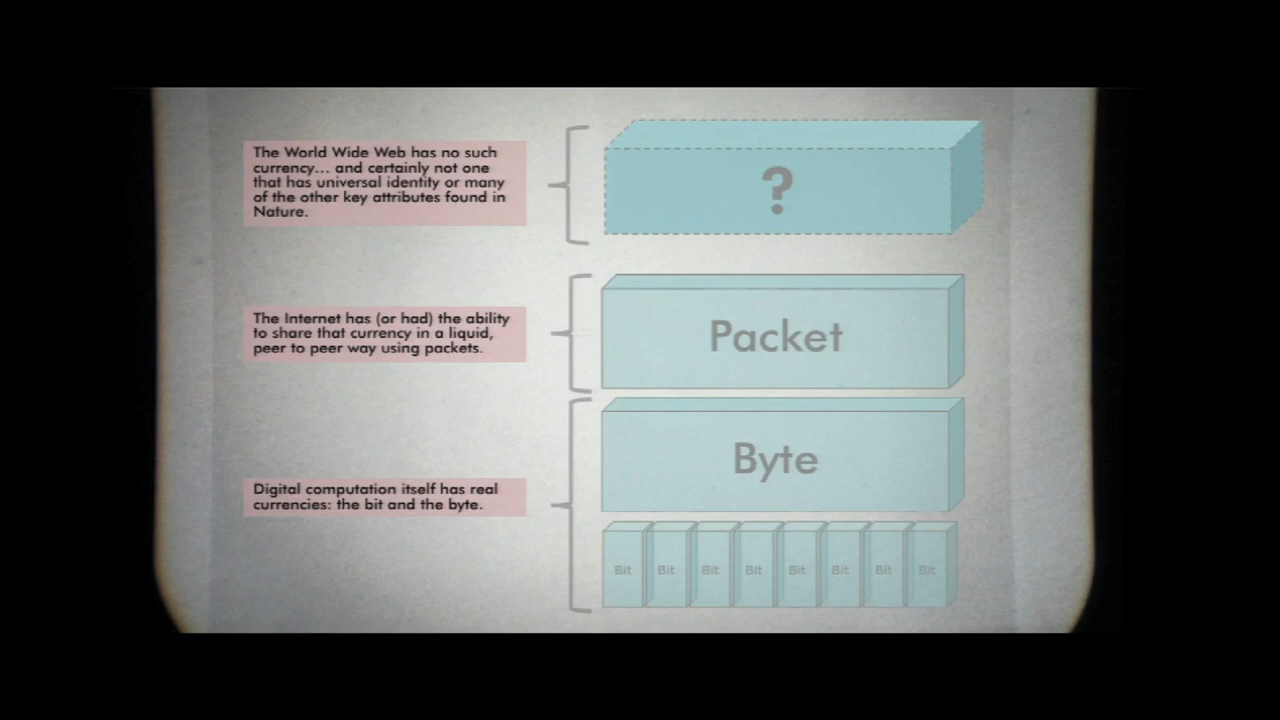 The World Wide Web has no such
currency... and certainly not one
that has universal identity or many
of the other key attributes found in
Nature.
?
The Internet has (or had) the ability
to share that currency in a liquid,
peer to peer way using packets.
Packet
Byte
Digital computation itself has real
currencies: the bit and the byte.
Bit Bit Bit Bit Bit Bit Bit Bit